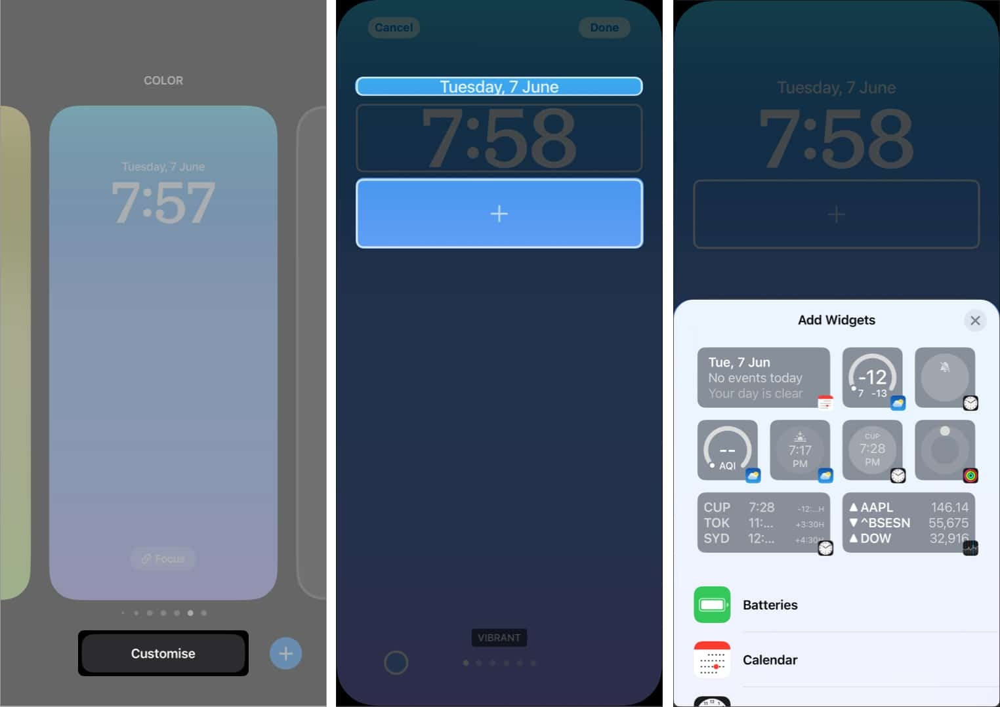 COLOR
Tuesday, 7 June
7:57
Focus
Customise
Cancel
Done
Tuesday, 7 June
7:58
VIBRANT
Tuesday, 7 June
7:58
Add Widgets
Tue, 7 Jun
No events today
Your day is clear
-12
7 -13
--
AQI
7:17
PM
CUP
7:28
PM
CUP 7:28 -12:...H
TOK 11:... +3:30H
SYD 12:... +4:30H
▲ AAPL 146.14
▼ ^BSESN 55,675
▲ DOW 32,916
Batteries
Calendar